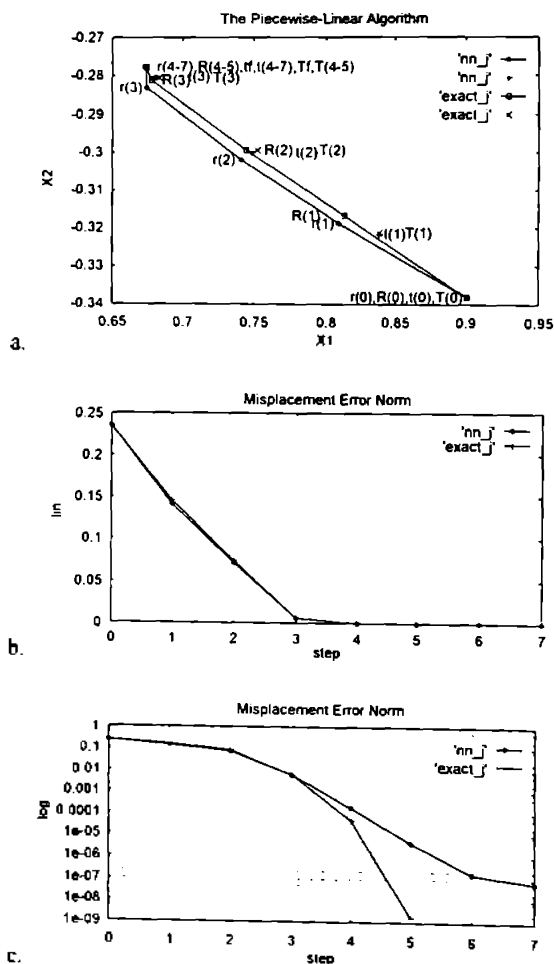 The Piecewise-Linear Algorithm
-0.27
-0.28
-0.29
-0.3
-0.31
-0.32
-0.33
-0.34
X2
r(4-7),R(4-5),tf,t(4-7),Tf,T(4-5)
R(3) t(3) T(3)
r(3)
R(2) t(2) T(2)
r(2)
R(1)
r(1)
t(1)T(1)
r(0),R(0),t(0),T(0)
'nn_j'
'nn_j'
'exact_j'
'exact_j'
0.65 0.7 0.75 0.8 0.85 0.9 0.95
X1
a.
Misplacement Error Norm
0.25
0.2
0.15
0.1
0.05
0
lin
'nn_j'
'exact_j'
0 1 2 3 4 5 6 7
step
b.
Misplacement Error Norm
1
0.1
0.01
0.001
0.0001
1e-05
1e-06
1e-07
1e-08
1e-09
log
'nn_j'
'exact_j'
0 1 2 3 4 5 6 7
step
c.